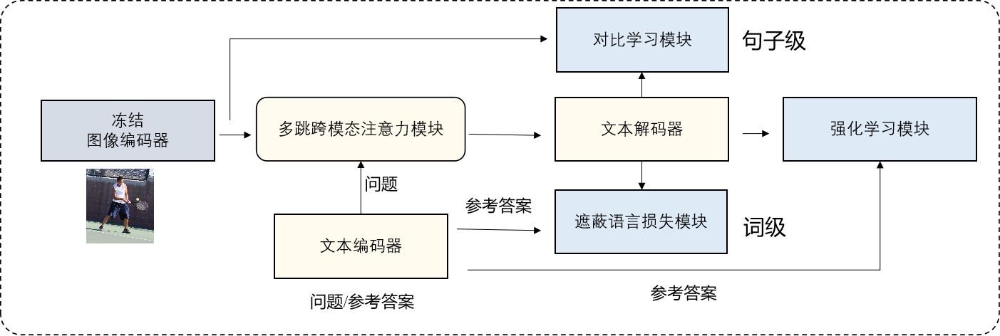 对比学习模块
句子级
冻结
图像编码器
多跳跨模态注意力模块
文本解码器
强化学习模块
问题
参考答案
遮蔽语言损失模块
词级
文本编码器
问题/参考答案
参考答案